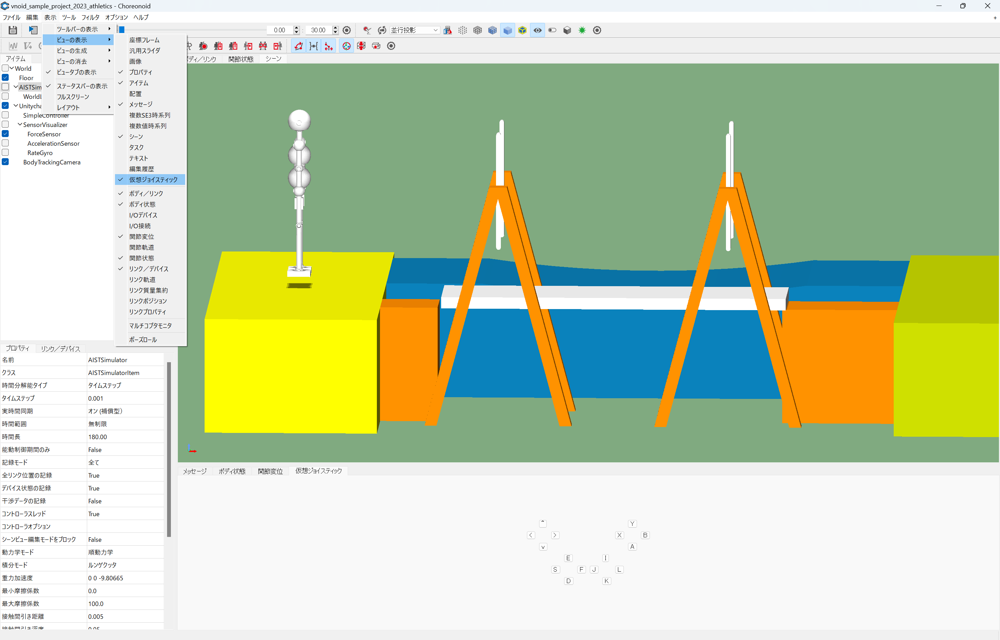 vnoid_sample_project_2023_athletics - Choreonoid
ファイル 編集 表示 ツール フィルタ オプション ヘルプ
+
0.00 : 30.00 並行投影
ツールバーの表示
ビューの表示
ビューの生成
ビューの消去
ビュータブの表示
ステータスバーの表示
フルスクリーン
レイアウト
座標フレーム
汎用スライダ
画像
プロパティ
アイテム
配置
メッセージ
複数SE3時系列
複数値時系列
シーン
タスク
テキスト
編集履歴
仮想ジョイスティック
ボディ／リンク
ボディ状態
I/Oデバイス
I/O接続
関節変位
関節軌道
関節状態
リンク／デバイス
リンク軌道
リンク質量集約
リンクポジション
リンクプロパティ
マルチコプタモニタ
ポーズロール
アイテム
World
Floor
AISTSim
WorldL
Unitycha
SimpleController
SensorVisualizer
ForceSensor
AccelerationSensor
RateGyro
BodyTrackingCamera
ボディ／リンク 関節状態 シーン
プロパティ リンク／デバイス
名前 AISTSimulator
クラス AISTSimulatorItem
時間分解能タイプ タイムステップ
タイムステップ 0.001
実時間同期 オン (補償型)
時間範囲 無制限
時間長 180.00
能動制御期間のみ False
記録モード 全て
全リンク位置の記録 True
デバイス状態の記録 True
干渉データの記録 False
コントローラスレッド True
コントローラオプション
シーンビュー編集モードをブロック False
動力学モード 順動力学
積分モード ルンゲクッタ
重力加速度 0 0 -9.80665
最小摩擦係数 0.0
最大摩擦係数 100.0
接触間引き距離 0.005
接触間引き深度 0.05
メッセージ ボディ状態 関節変位 仮想ジョイスティック
^ Y
< > X B
v A
E I
S F J L
D K